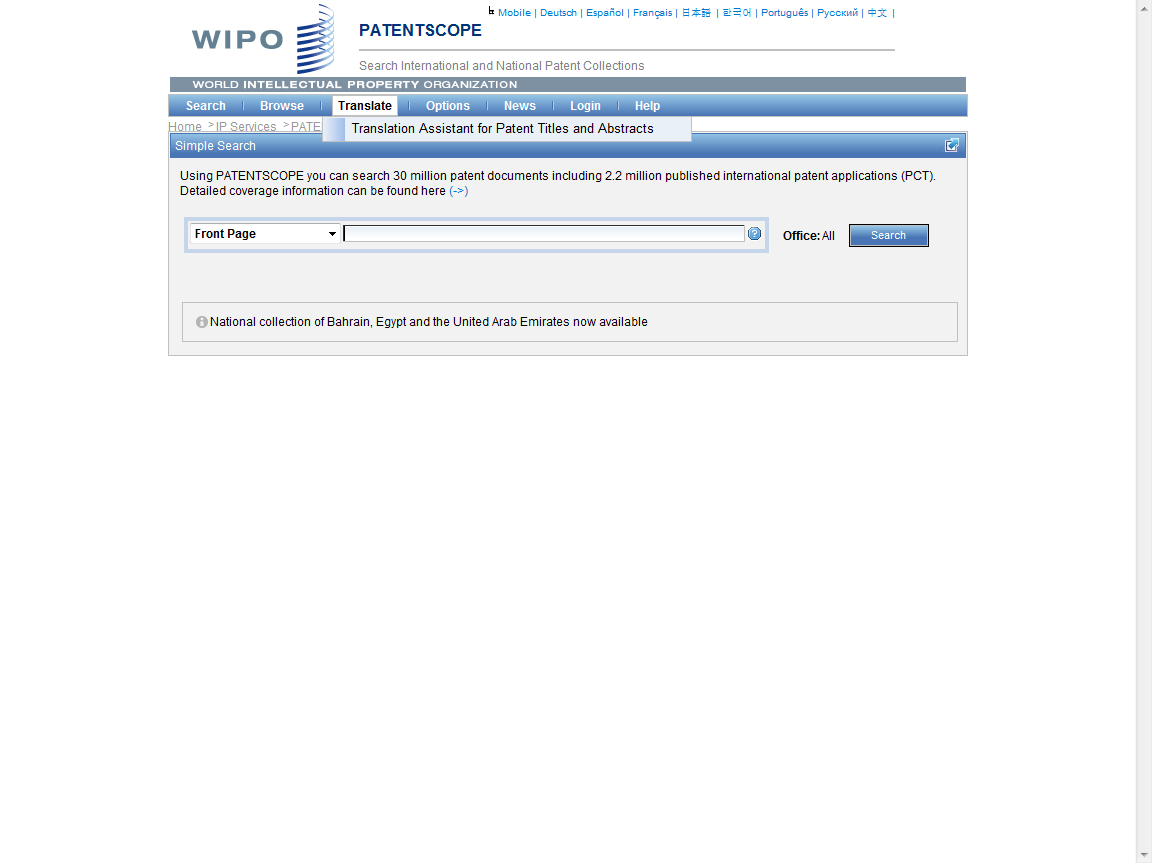 Mobile | Deutsch | Español | Français | 日本語 | 한국어 | Português | Русский | 中文 |
WIPO
PATENTSCOPE
Search International and National Patent Collections
WORLD INTELLECTUAL PROPERTY ORGANIZATION
Search Browse Translate Options News Login Help
Home > IP Services > PATE
Translation Assistant for Patent Titles and Abstracts
Simple Search
Using PATENTSCOPE you can search 30 million patent documents including 2.2 million published international patent applications (PCT).
Detailed coverage information can be found here (->)
Front Page Office: All Search
National collection of Bahrain, Egypt and the United Arab Emirates now available